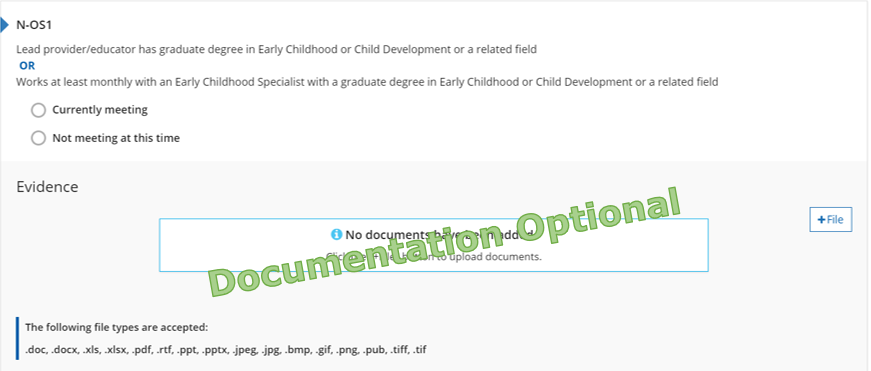 N-OS1
Lead provider/educator has graduate degree in Early Childhood or Child Development or a related field
OR
Works at least monthly with an Early Childhood Specialist with a graduate degree in Early Childhood or Child Development or a related field
Currently meeting
Not meeting at this time
Evidence
+File
No documents have been added
to upload documents.
Documentation Optional
The following file types are accepted:
.doc, .docx, .xls, .xlsx, .pdf, .rtf, .ppt, .pptx, .jpeg, .jpg, .bmp, .gif, .png, .pub, .tiff, .tif